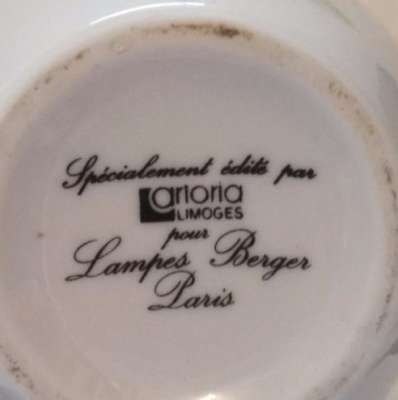 Spécialement édité par
artoria
LIMOGES
pour
Lampes Berger
Paris